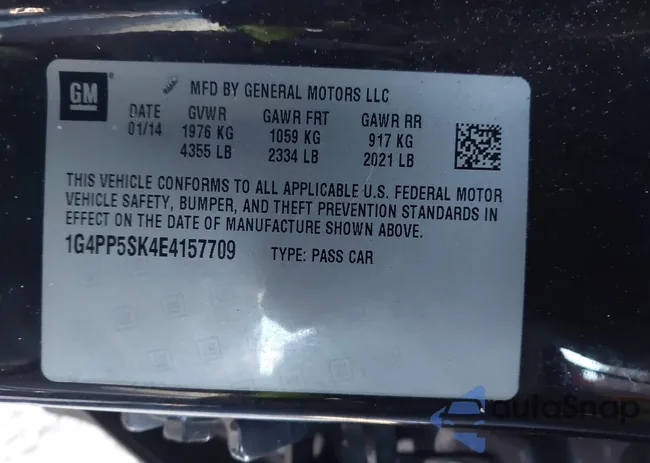 GM
MFD BY GENERAL MOTORS LLC
DATE GVWR GAWR FRT GAWR RR
01/14 1976 KG 1059 KG 917 KG
4355 LB 2334 LB 2021 LB
THIS VEHICLE CONFORMS TO ALL APPLICABLE U.S. FEDERAL MOTOR
VEHICLE SAFETY, BUMPER, AND THEFT PREVENTION STANDARDS IN
EFFECT ON THE DATE OF MANUFACTURE SHOWN ABOVE.
1G4PP5SK4E4157709 TYPE: PASS CAR
autoSnap